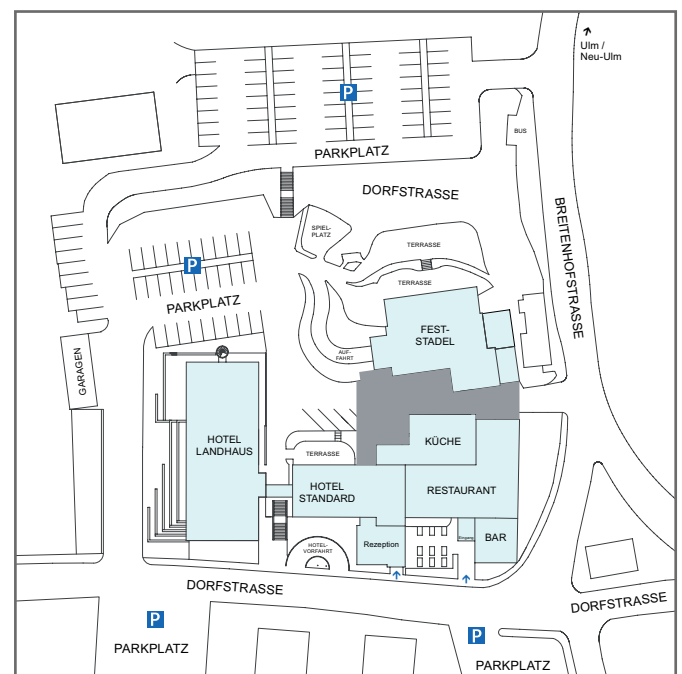 Ulm /
Neu-Ulm
P
PARKPLATZ
BUS
DORFSTRASSE
BREITENHOFSTRASSE
SPIEL-
PLATZ
TERRASSE
TERRASSE
P
PARKPLATZ
FEST-
STADEL
AUF-
FAHRT
GARAGEN
HOTEL
LANDHAUS
KÜCHE
TERRASSE
HOTEL
STANDARD
RESTAURANT
Rezeption
Eingang
BAR
HOTEL-
VORFAHRT
DORFSTRASSE
DORFSTRASSE
P
PARKPLATZ
P
PARKPLATZ